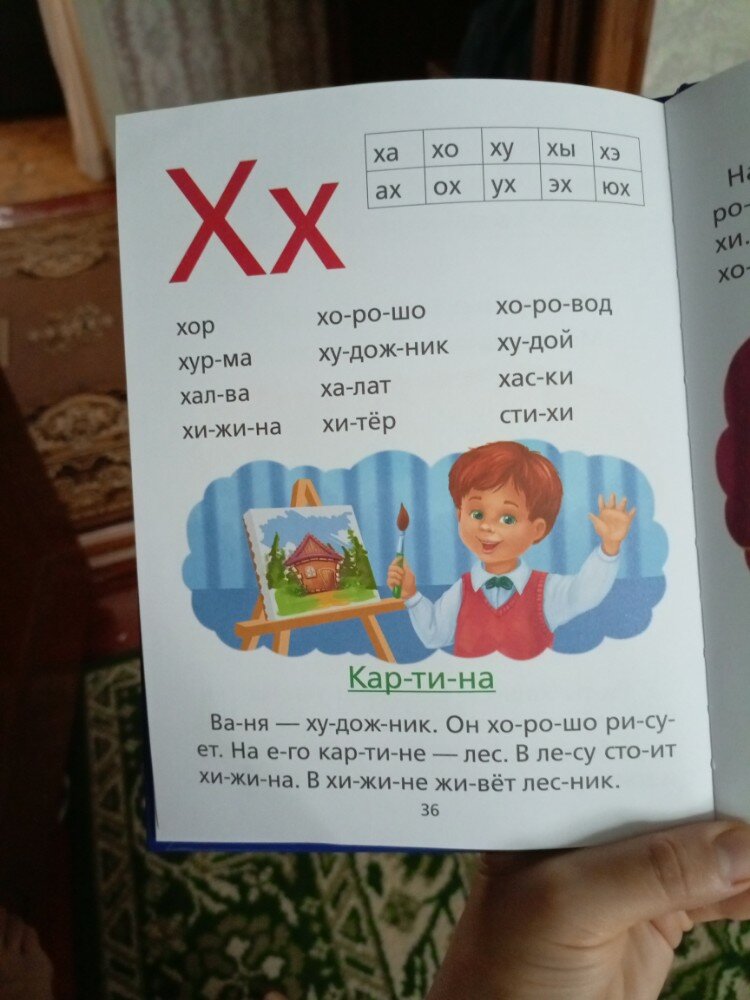 Хх
ха хо ху хы хэ
ах ох ух эх юх
хор хо-ро-шо хо-ро-вод
хур-ма ху-дож-ник ху-дой
хал-ва ха-лат хас-ки
хи-жи-на хи-тёр сти-хи
Кар-ти-на
Ва-ня — ху-дож-ник. Он хо-ро-шо ри-су-
ет. На е-го кар-ти-не — лес. В ле-су сто-ит
хи-жи-на. В хи-жи-не жи-вёт лес-ник.
36
ро-
хи.
хо-